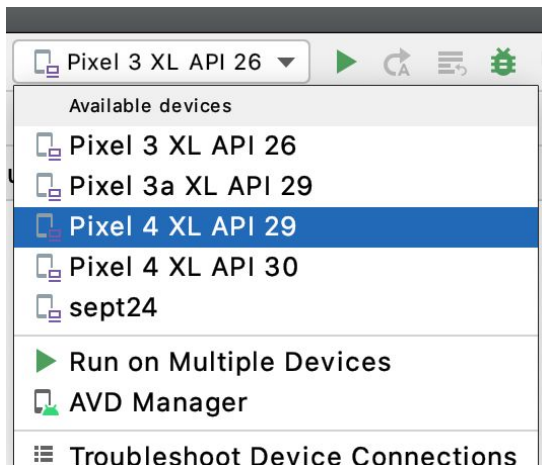 Pixel 3 XL API 26
Available devices
Pixel 3 XL API 26
Pixel 3a XL API 29
Pixel 4 XL API 29
Pixel 4 XL API 30
sept24
Run on Multiple Devices
AVD Manager
Troubleshoot Device Connections